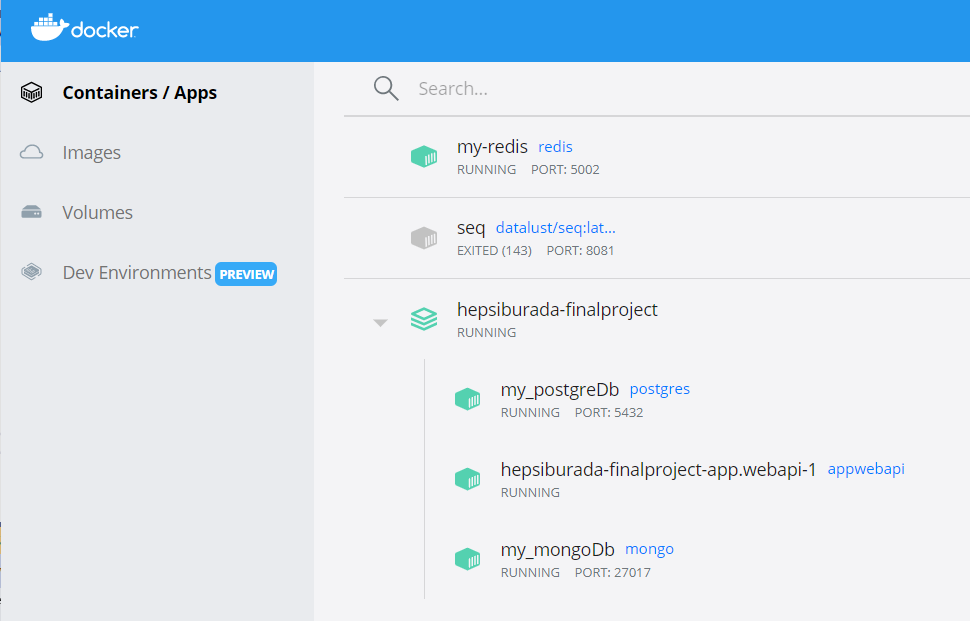 docker
Containers / Apps
Images
Volumes
Dev Environments PREVIEW
Search...
my-redis redis
RUNNING PORT: 5002
seq datalust/seq:lat...
EXITED (143) PORT: 8081
hepsiburada-finalproject
RUNNING
my_postgreDb postgres
RUNNING PORT: 5432
hepsiburada-finalproject-app.webapi-1 appwebapi
RUNNING
my_mongoDb mongo
RUNNING PORT: 27017